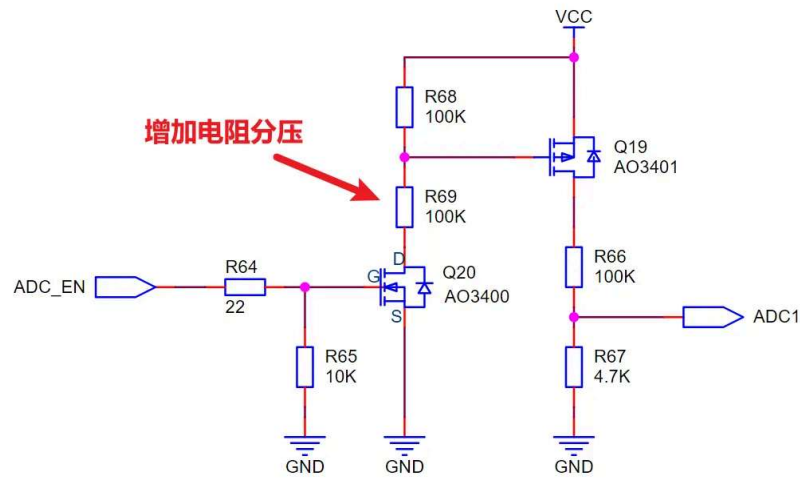 VCC
R68
100K
增加电阻分压
Q19
AO3401
R69
100K
D
R64
G
Q20
R66
100K
ADC_EN
AO3400
22
S
ADC1
R65
10K
R67
4.7K
GND
GND
GND